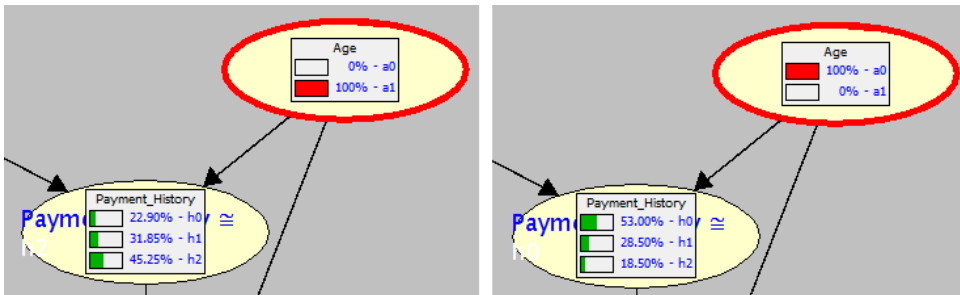 Age
0% - a0
100% - a1
Payment_History
22.90% - h0
31.85% - h1
45.25% - h2
Age
100% - a0
0% - a1
Payment_History
53.00% - h0
28.50% - h1
18.50% - h2